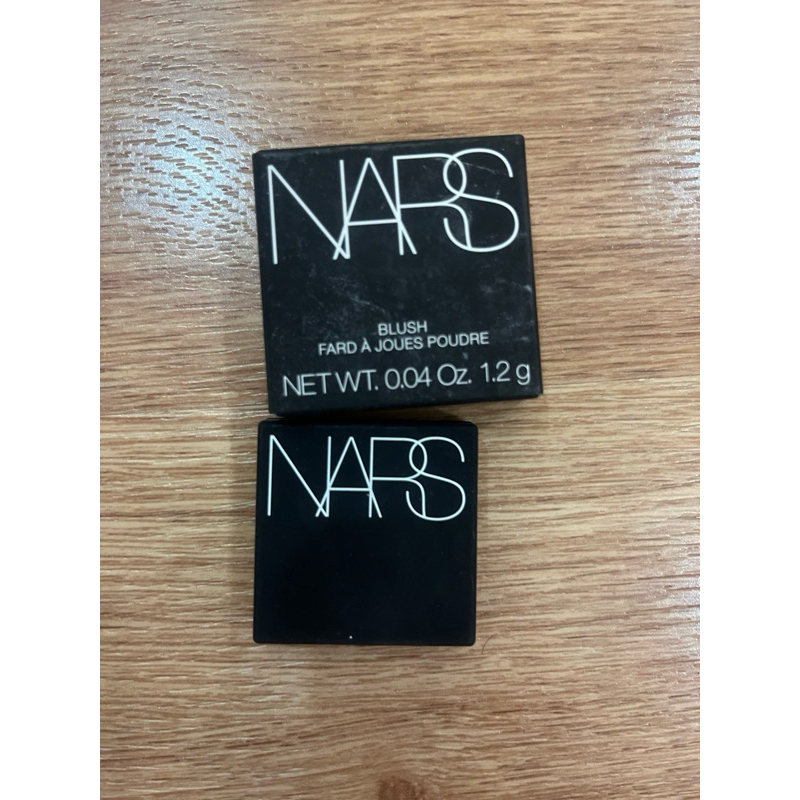 NARS
BLUSH
FARD À JOUES POUDRE
NET WT. 0.04 Oz. 1.2 g
NARS